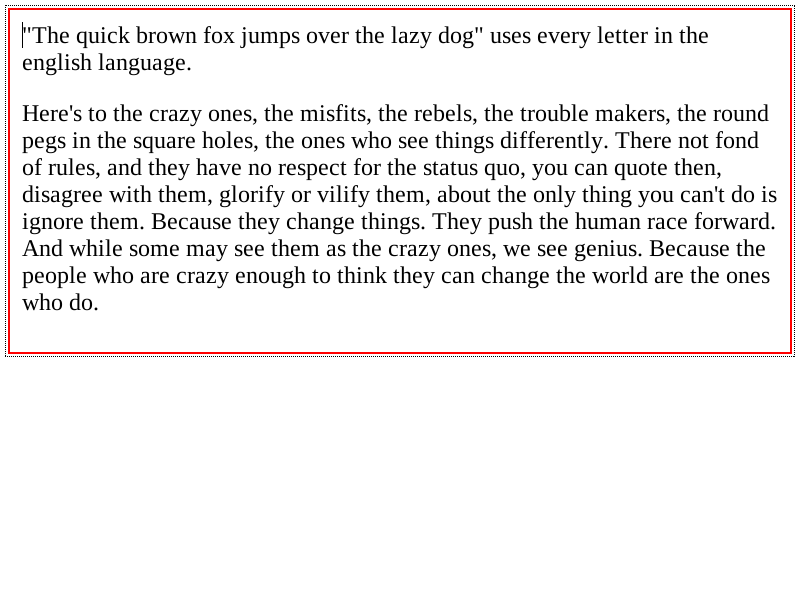 "The quick brown fox jumps over the lazy dog" uses every letter in the
english language.
Here's to the crazy ones, the misfits, the rebels, the trouble makers, the round
pegs in the square holes, the ones who see things differently. There not fond
of rules, and they have no respect for the status quo, you can quote then,
disagree with them, glorify or vilify them, about the only thing you can't do is
ignore them. Because they change things. They push the human race forward.
And while some may see them as the crazy ones, we see genius. Because the
people who are crazy enough to think they can change the world are the ones
who do.